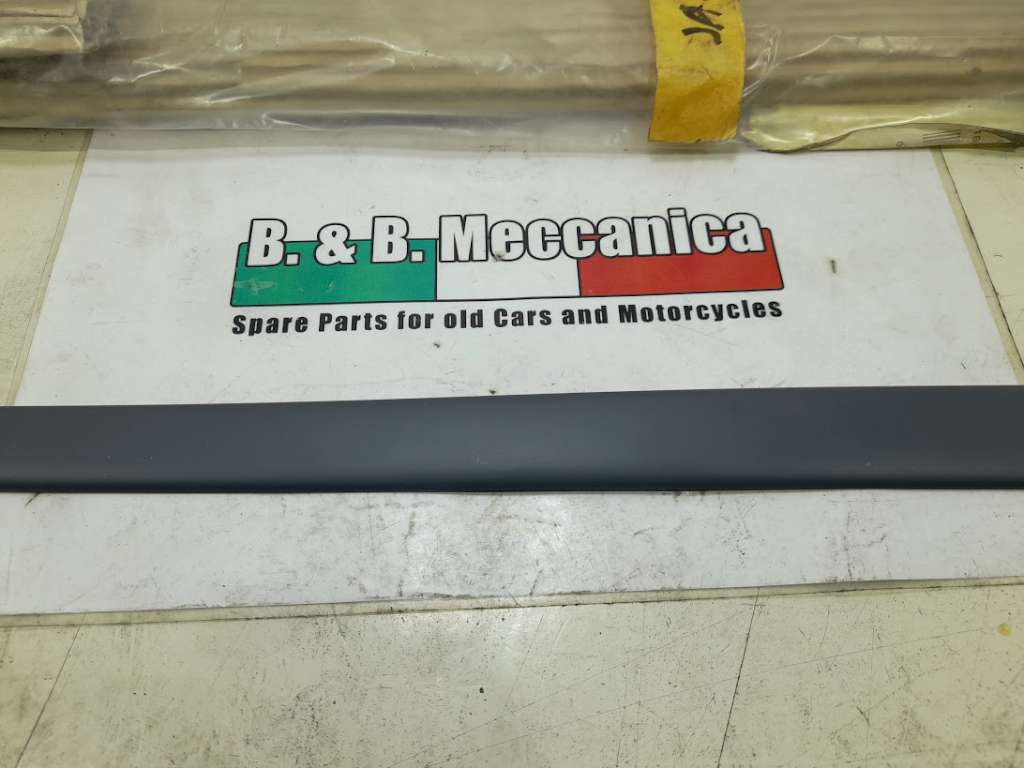 B. & B. Meccanica
Spare Parts for old Cars and Motorcycles